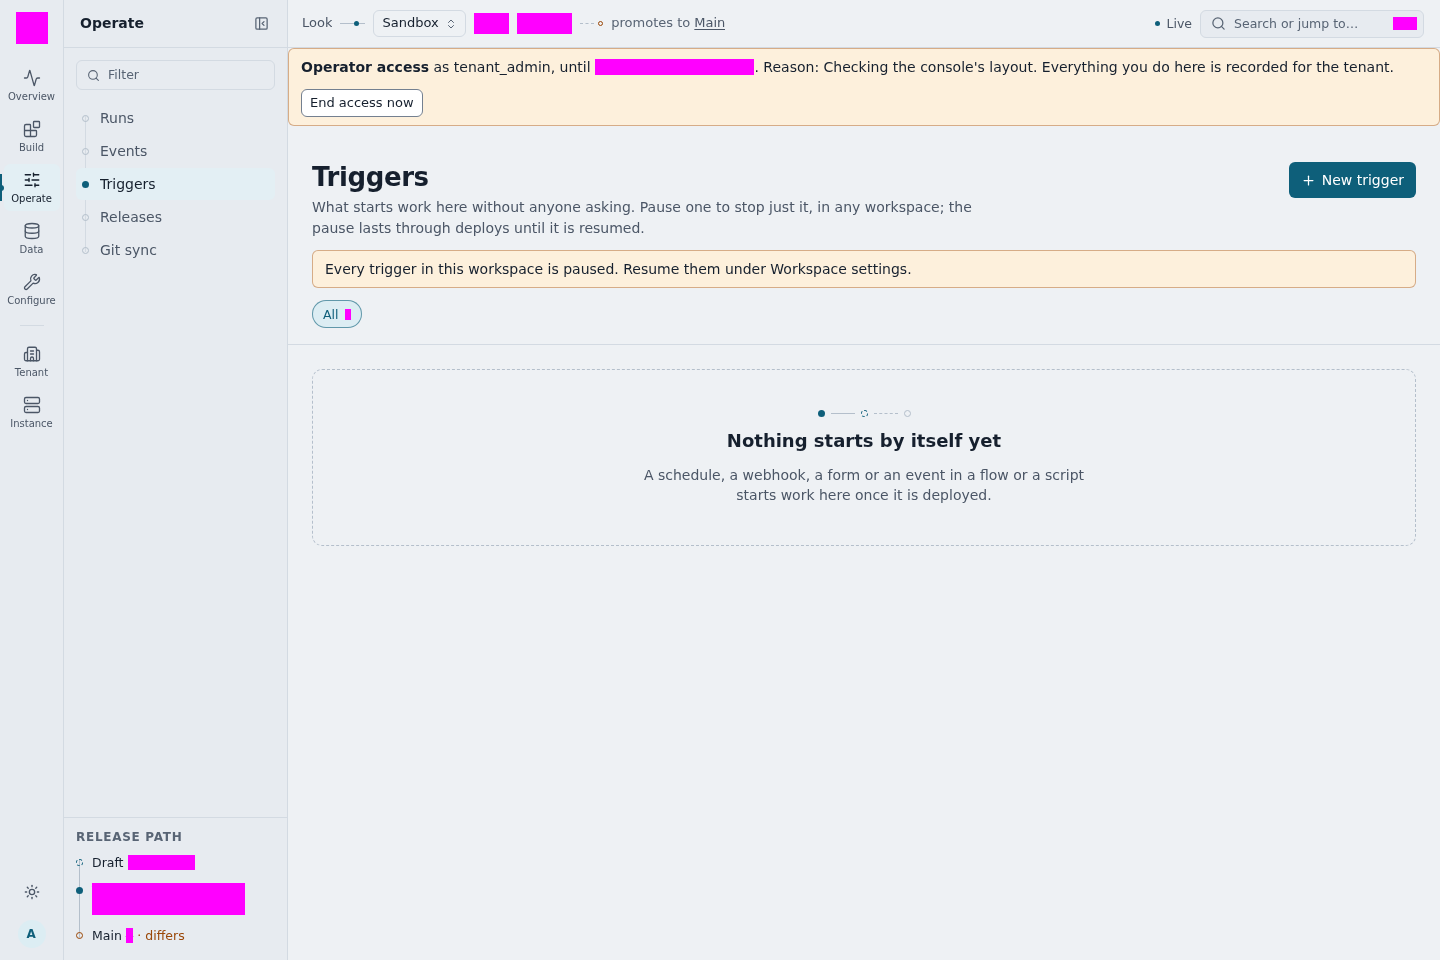 Operate
Look
Sandbox
promotes to Main
Live
Search or jump to…
Overview
Build
Operate
Data
Configure
Tenant
Instance
A
Filter
Runs
Events
Triggers
Releases
Git sync
RELEASE PATH
Draft
Main · differs
Operator access as tenant_admin, until . Reason: Checking the console's layout. Everything you do here is recorded for the tenant.
End access now
Triggers
New trigger
What starts work here without anyone asking. Pause one to stop just it, in any workspace; the
pause lasts through deploys until it is resumed.
Every trigger in this workspace is paused. Resume them under Workspace settings.
All
Nothing starts by itself yet
A schedule, a webhook, a form or an event in a flow or a script
starts work here once it is deployed.